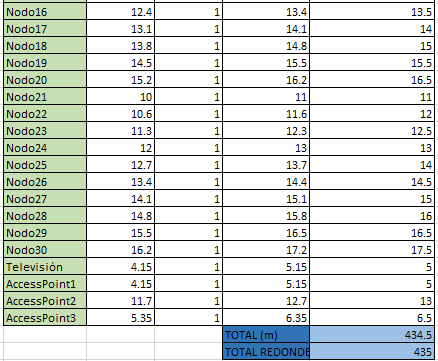 Nodo16 12.4 1 13.4 13.5
Nodo17 13.1 1 14.1 14
Nodo18 13.8 1 14.8 15
Nodo19 14.5 1 15.5 15.5
Nodo20 15.2 1 16.2 16.5
Nodo21 10 1 11 11
Nodo22 10.6 1 11.6 12
Nodo23 11.3 1 12.3 12.5
Nodo24 12 1 13 13
Nodo25 12.7 1 13.7 14
Nodo26 13.4 1 14.4 14.5
Nodo27 14.1 1 15.1 15
Nodo28 14.8 1 15.8 16
Nodo29 15.5 1 16.5 16.5
Nodo30 16.2 1 17.2 17.5
Televisión 4.15 1 5.15 5
AccessPoint1 4.15 1 5.15 5
AccessPoint2 11.7 1 12.7 13
AccessPoint3 5.35 1 6.35 6.5
TOTAL (m) 434.5
TOTAL REDONDE 435